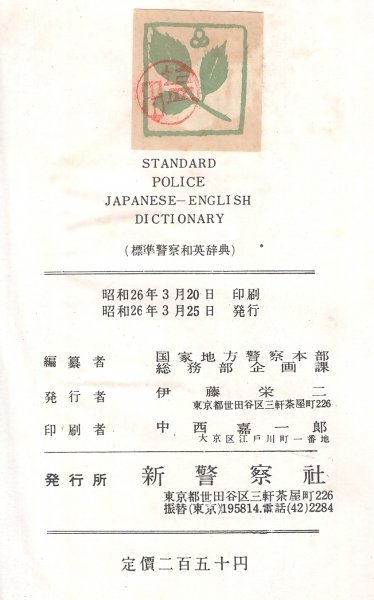 STANDARD
POLICE
JAPANESE-ENGLISH
DICTIONARY
(標準警察和英辞典)
昭和26年3月20日 印刷
昭和26年3月25日 発行
編纂者 国家地方警察本部
総務部企画課
発行者 伊藤栄二
東京都世田谷区三軒茶屋町226
印刷者 中西嘉一郎
大京区江戸川町一番地
発行所 新警察社
東京都世田谷区三軒茶屋町226
振替(東京)195814.電話(42)2284
定價二百五十円